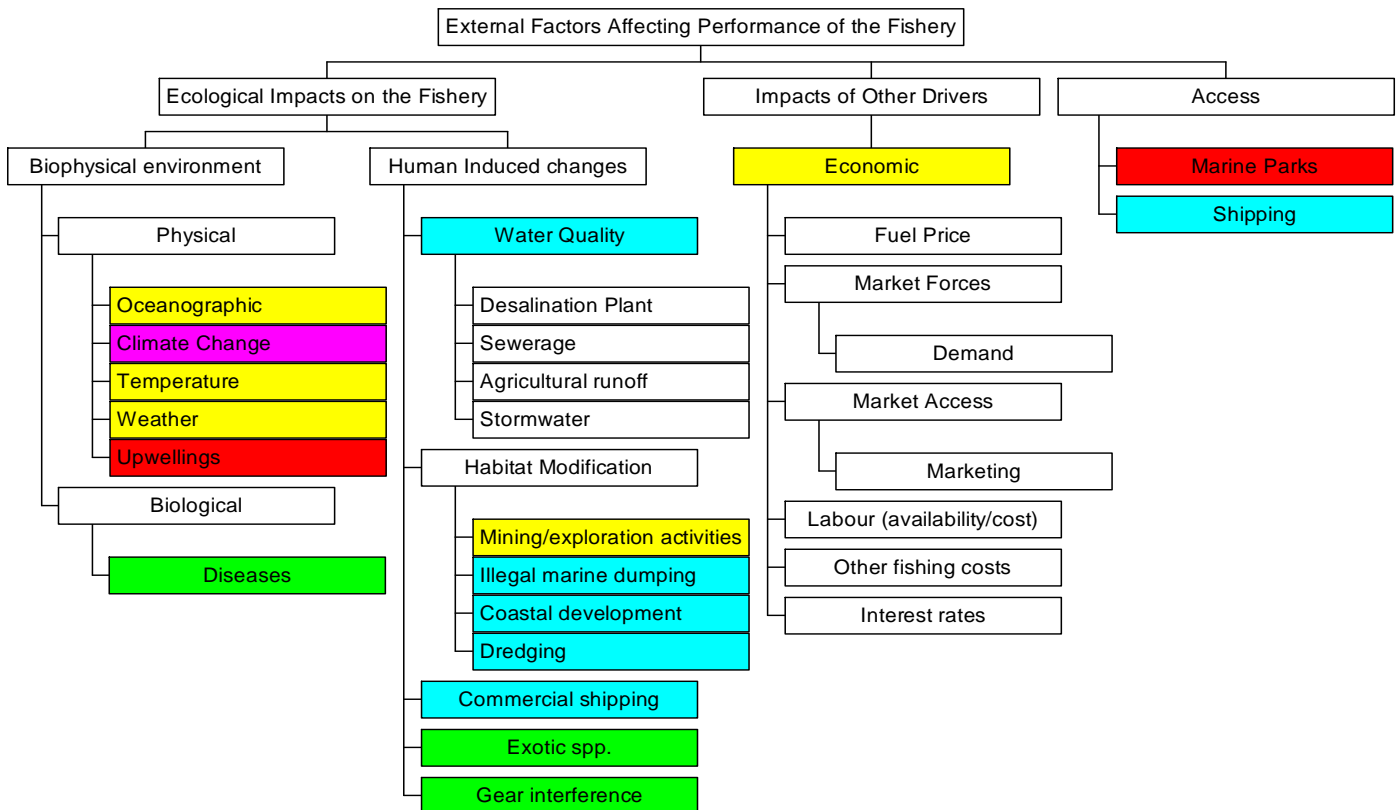 External Factors Affecting Performance of the Fishery
Ecological Impacts on the Fishery
Biophysical environment
Physical
Oceanographic
Climate Change
Temperature
Weather
Upwellings
Biological
Diseases
Human Induced changes
Water Quality
Desalination Plant
Sewerage
Agricultural runoff
Stormwater
Habitat Modification
Mining/exploration activities
Illegal marine dumping
Coastal development
Dredging
Commercial shipping
Exotic spp.
Gear interference
Impacts of Other Drivers
Economic
Fuel Price
Market Forces
Demand
Market Access
Marketing
Labour (availability/cost)
Other fishing costs
Interest rates
Access
Marine Parks
Shipping